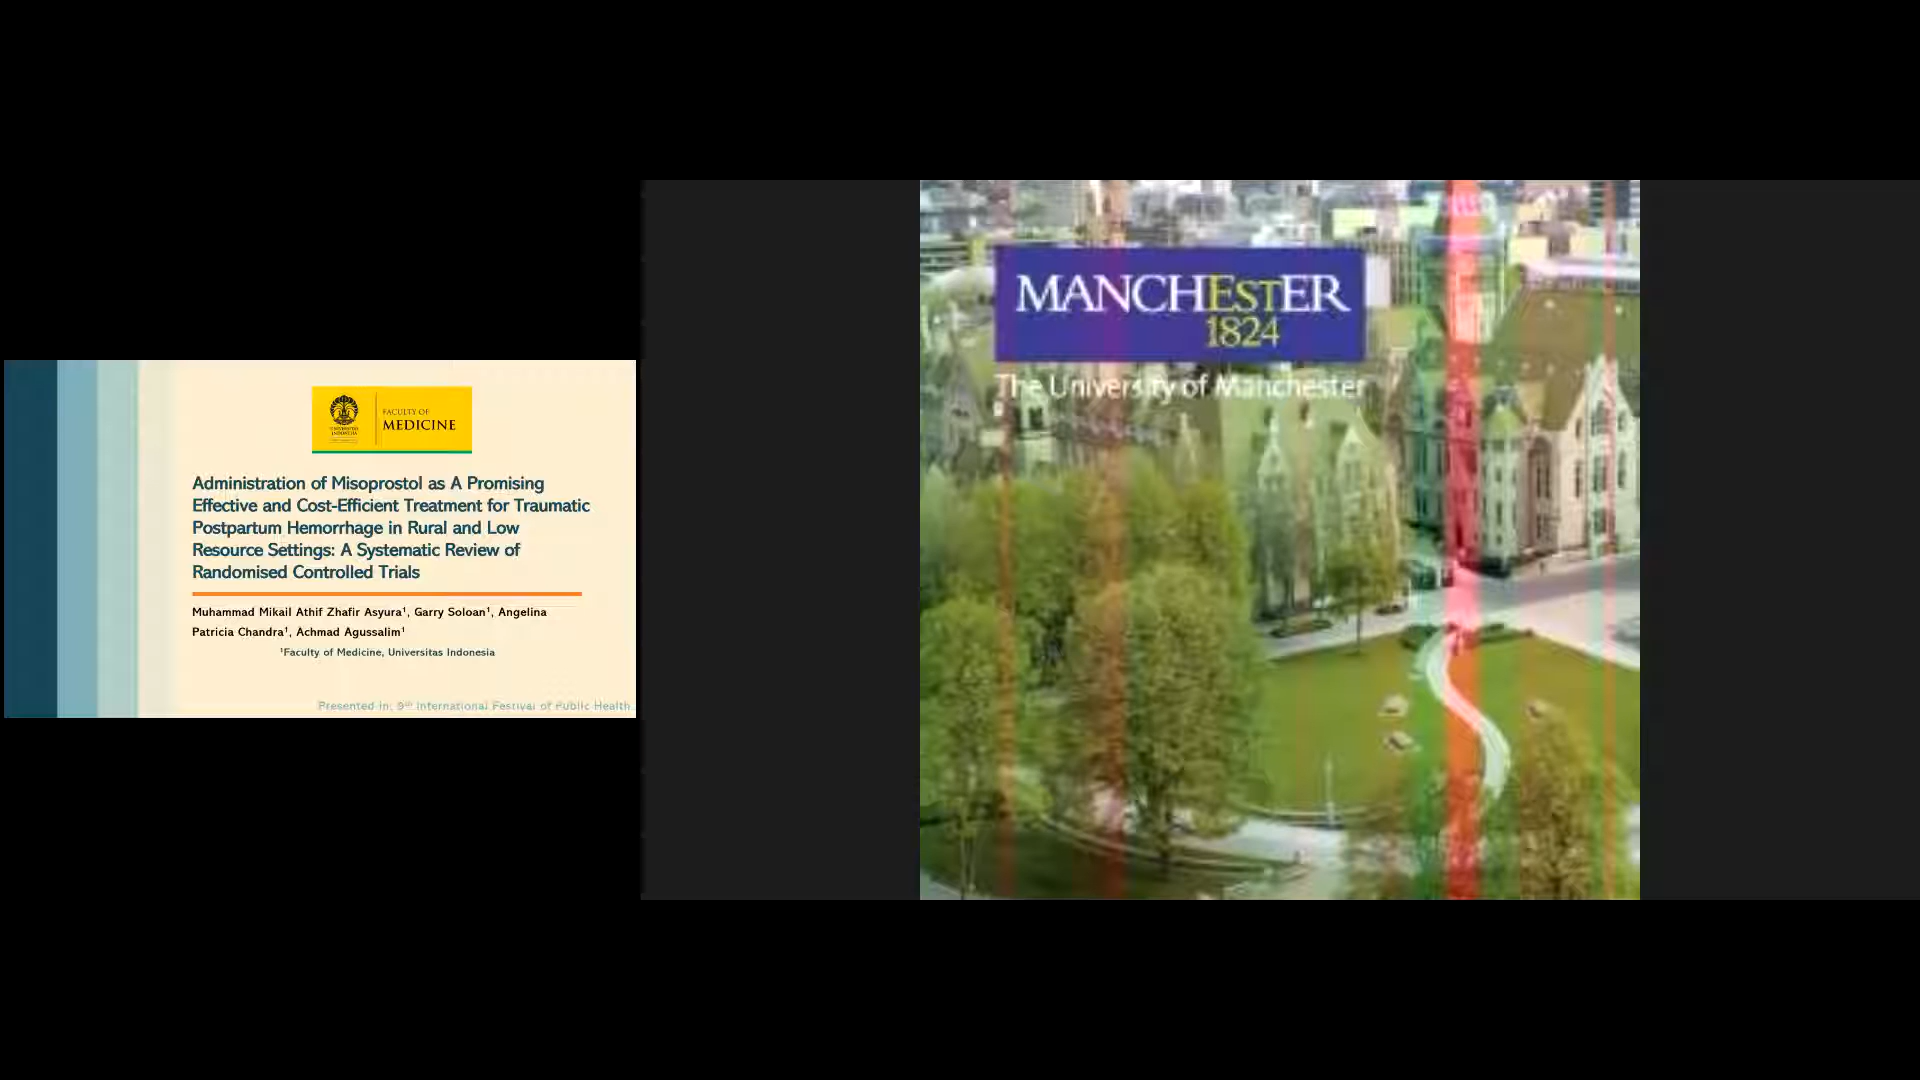 FACULTY OF
MEDICINE
UNIVERSITAS
INDONESIA
Administration of Misoprostol as A Promising
Effective and Cost-Efficient Treatment for Traumatic
Postpartum Hemorrhage in Rural and Low
Resource Settings: A Systematic Review of
Randomised Controlled Trials
Muhammad Mikail Athif Zhafir Asyura¹, Garry Soloan¹, Angelina
Patricia Chandra¹, Achmad Agussalim¹
¹Faculty of Medicine, Universitas Indonesia
Presented in: 9th International Festival of Public Health
MANCHESTER
1824
The University of Manchester